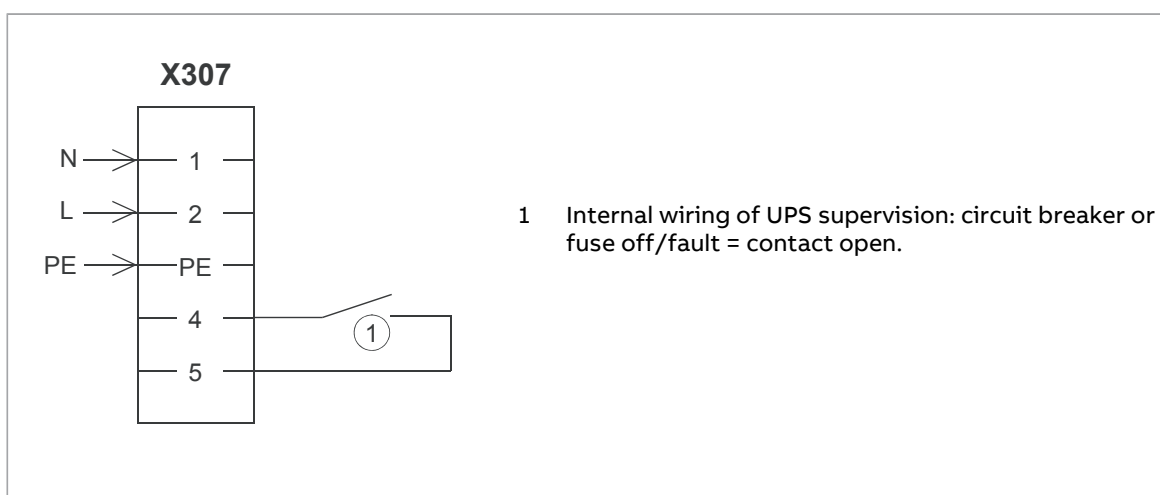 X307
N 1
L 2
PE PE
4
5
1
1 Internal wiring of UPS supervision: circuit breaker or
fuse off/fault = contact open.